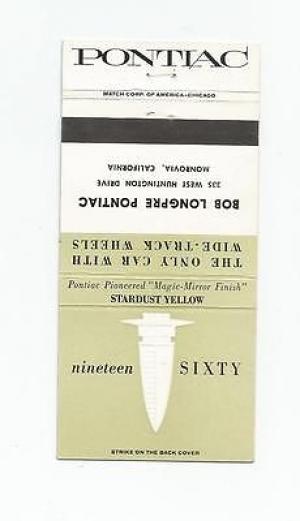 PONTIAC
MATCH CORP. OF AMERICA-CHICAGO
BOB LONGPRE PONTIAC
335 WEST HUNTINGTON DRIVE
MONROVIA, CALIFORNIA
THE ONLY CAR WITH
WIDE-TRACK WHEELS
Pontiac Pioneered "Magic-Mirror Finish"
STARDUST YELLOW
nineteen SIXTY
STRIKE ON THE BACK COVER